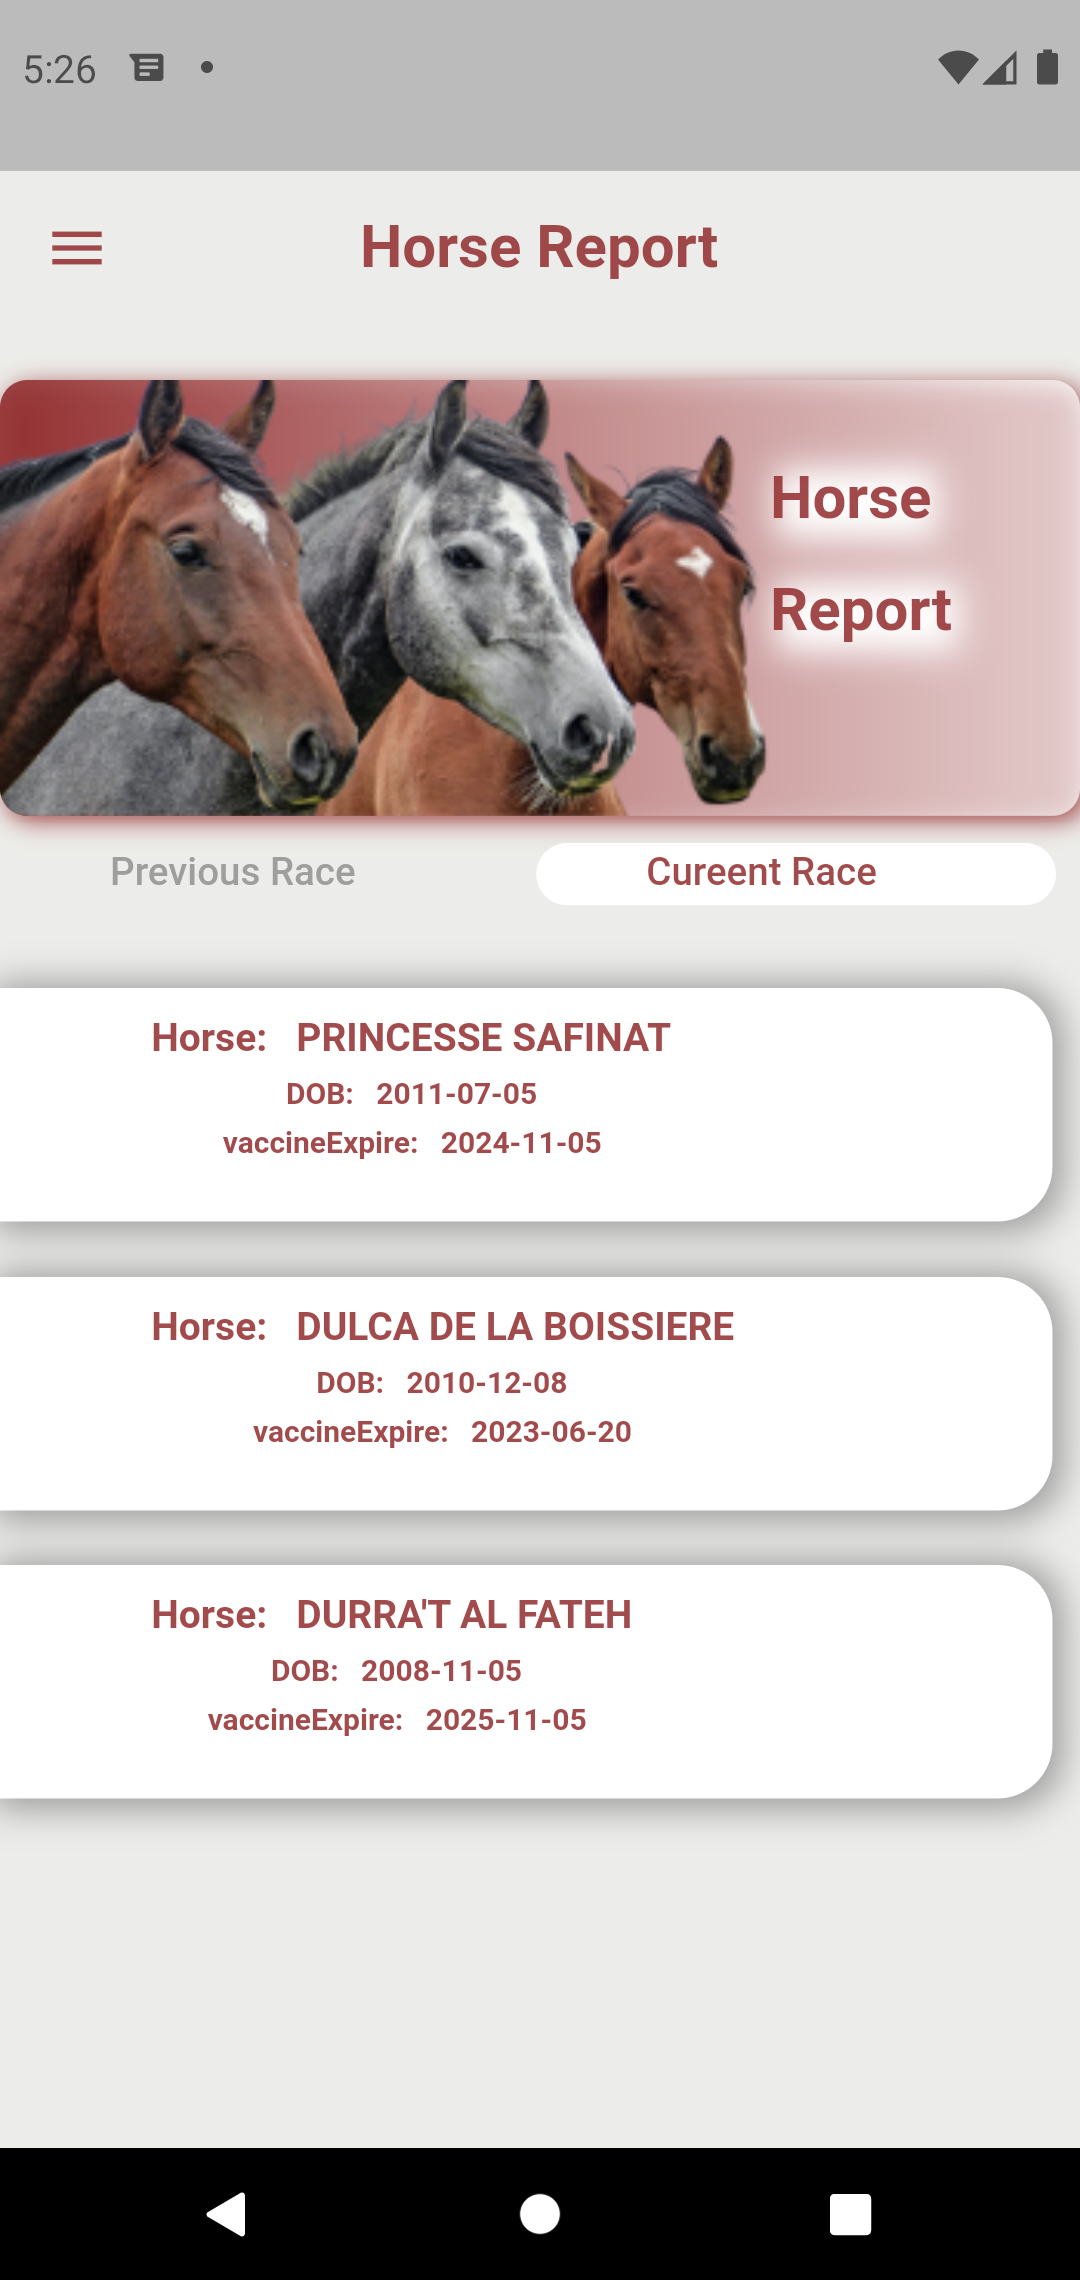 5:26
Horse Report
Horse
Report
Previous Race
Cureent Race
Horse: PRINCESSE SAFINAT
DOB: 2011-07-05
vaccineExpire: 2024-11-05
Horse: DULCA DE LA BOISSIERE
DOB: 2010-12-08
vaccineExpire: 2023-06-20
Horse: DURRA'T AL FATEH
DOB: 2008-11-05
vaccineExpire: 2025-11-05